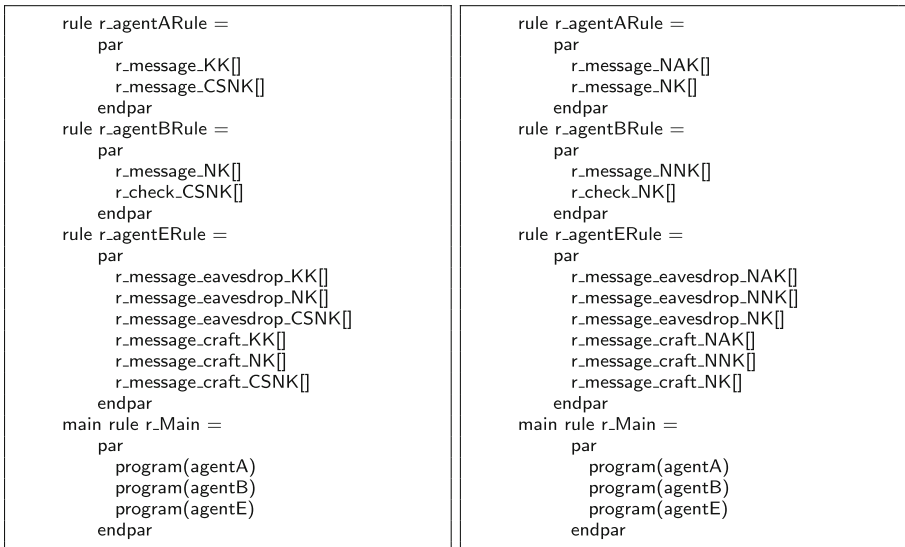 rule r_agentARule =
par
r_message_KK[]
r_message_CSNK[]
endpar
rule r_agentBRule =
par
r_message_NK[]
r_check_CSNK[]
endpar
rule r_agentERule =
par
r_message_eavesdrop_KK[]
r_message_eavesdrop_NK[]
r_message_eavesdrop_CSNK[]
r_message_craft_KK[]
r_message_craft_NK[]
r_message_craft_CSNK[]
endpar
main rule r_Main =
par
program(agentA)
program(agentB)
program(agentE)
endpar
rule r_agentARule =
par
r_message_NAK[]
r_message_NK[]
endpar
rule r_agentBRule =
par
r_message_NNK[]
r_check_NK[]
endpar
rule r_agentERule =
par
r_message_eavesdrop_NAK[]
r_message_eavesdrop_NNK[]
r_message_eavesdrop_NK[]
r_message_craft_NAK[]
r_message_craft_NNK[]
r_message_craft_NK[]
endpar
main rule r_Main =
par
program(agentA)
program(agentB)
program(agentE)
endpar